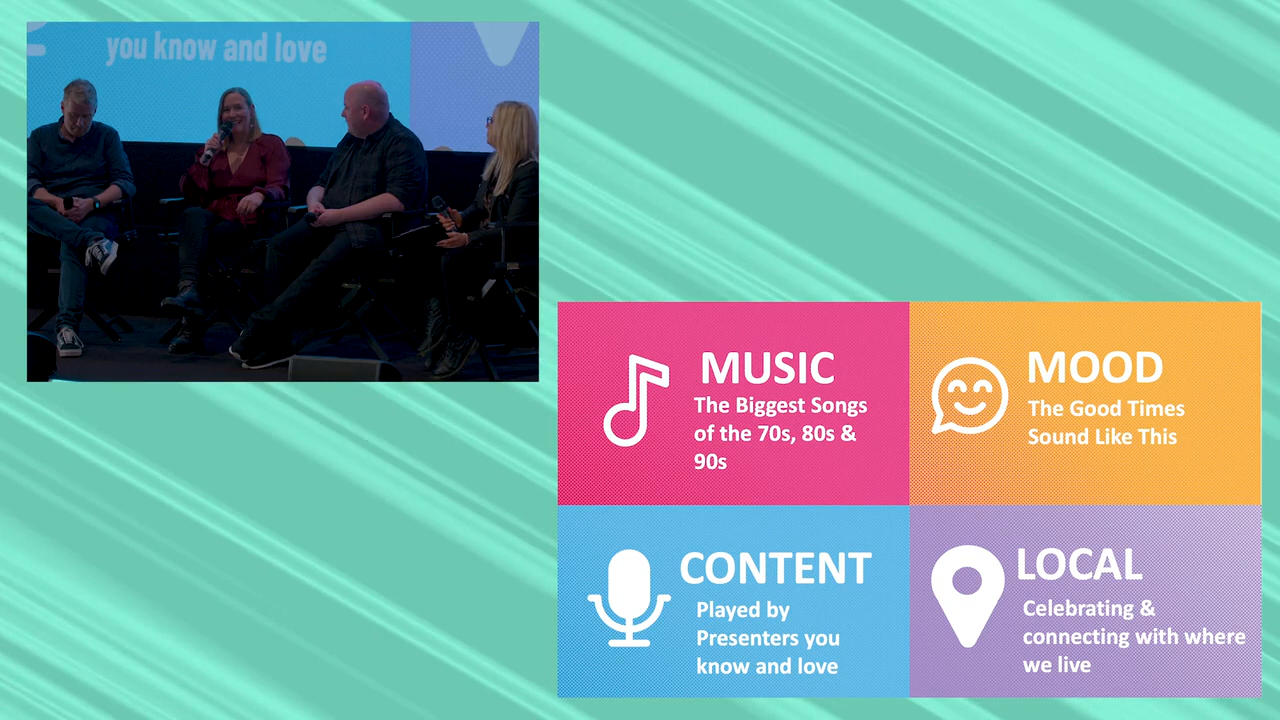 you know and love
MUSIC
The Biggest Songs
of the 70s, 80s &
90s
MOOD
The Good Times
Sound Like This
CONTENT
Played by
Presenters you
know and love
LOCAL
Celebrating &
connecting with where
we live